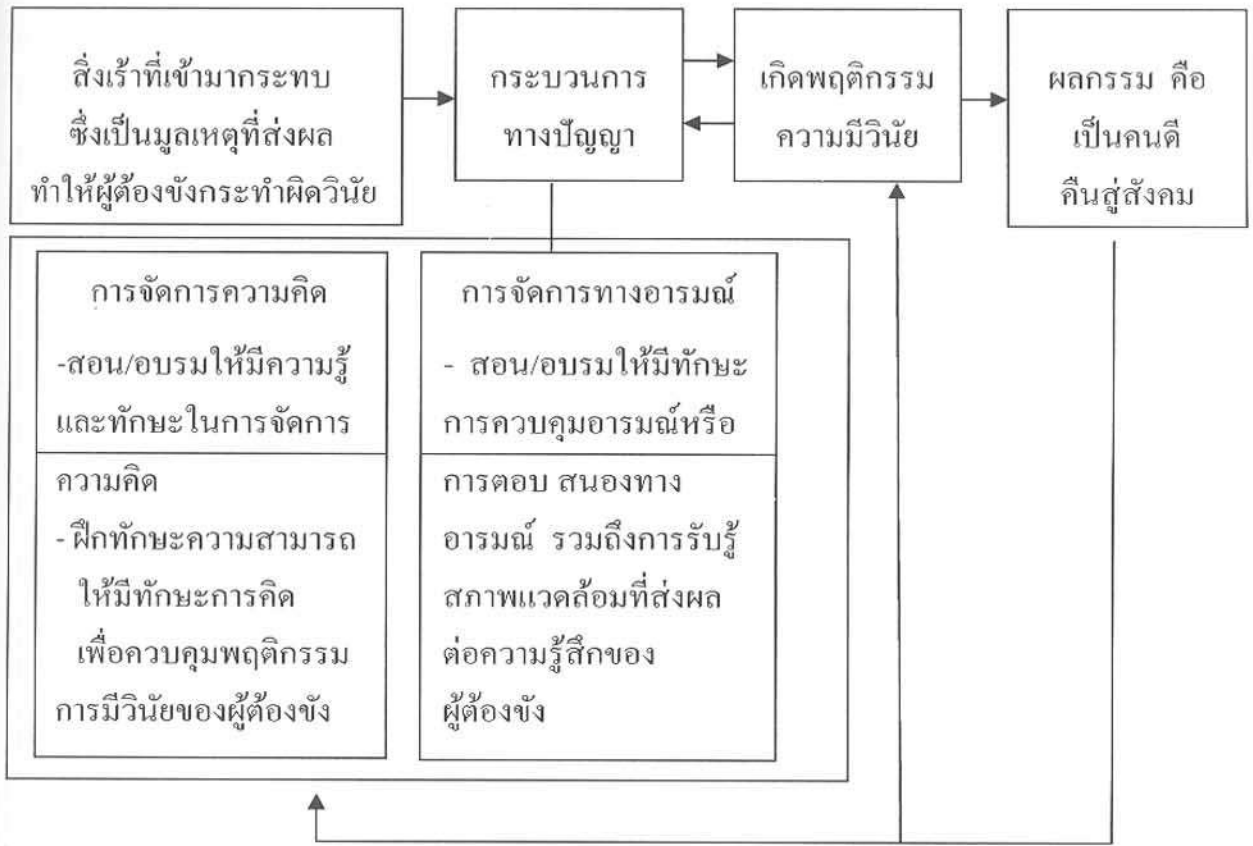 สิ่งเร้าที่เข้ามากระทบ
ซึ่งเป็นมูลเหตุที่ส่งผล
ทำให้ผู้ต้องขังกระทำผิดวินัย
กระบวนการ
ทางปัญญา
เกิดพฤติกรรม
ความมีวินัย
ผลกรรม คือ
เป็นคนดี
คืนสู่สังคม
การจัดการความคิด
-สอน/อบรมให้มีความรู้
และทักษะในการจัดการ
ความคิด
- ฝึกทักษะความสามารถ
ให้มีทักษะการคิด
เพื่อควบคุมพฤติกรรม
การมีวินัยของผู้ต้องขัง
การจัดการทางอารมณ์
- สอน/อบรมให้มีทักษะ
การควบคุมอารมณ์หรือ
การตอบ สนองทาง
อารมณ์ รวมถึงการรับรู้
สภาพแวดล้อมที่ส่งผล
ต่อความรู้สึกของ
ผู้ต้องขัง